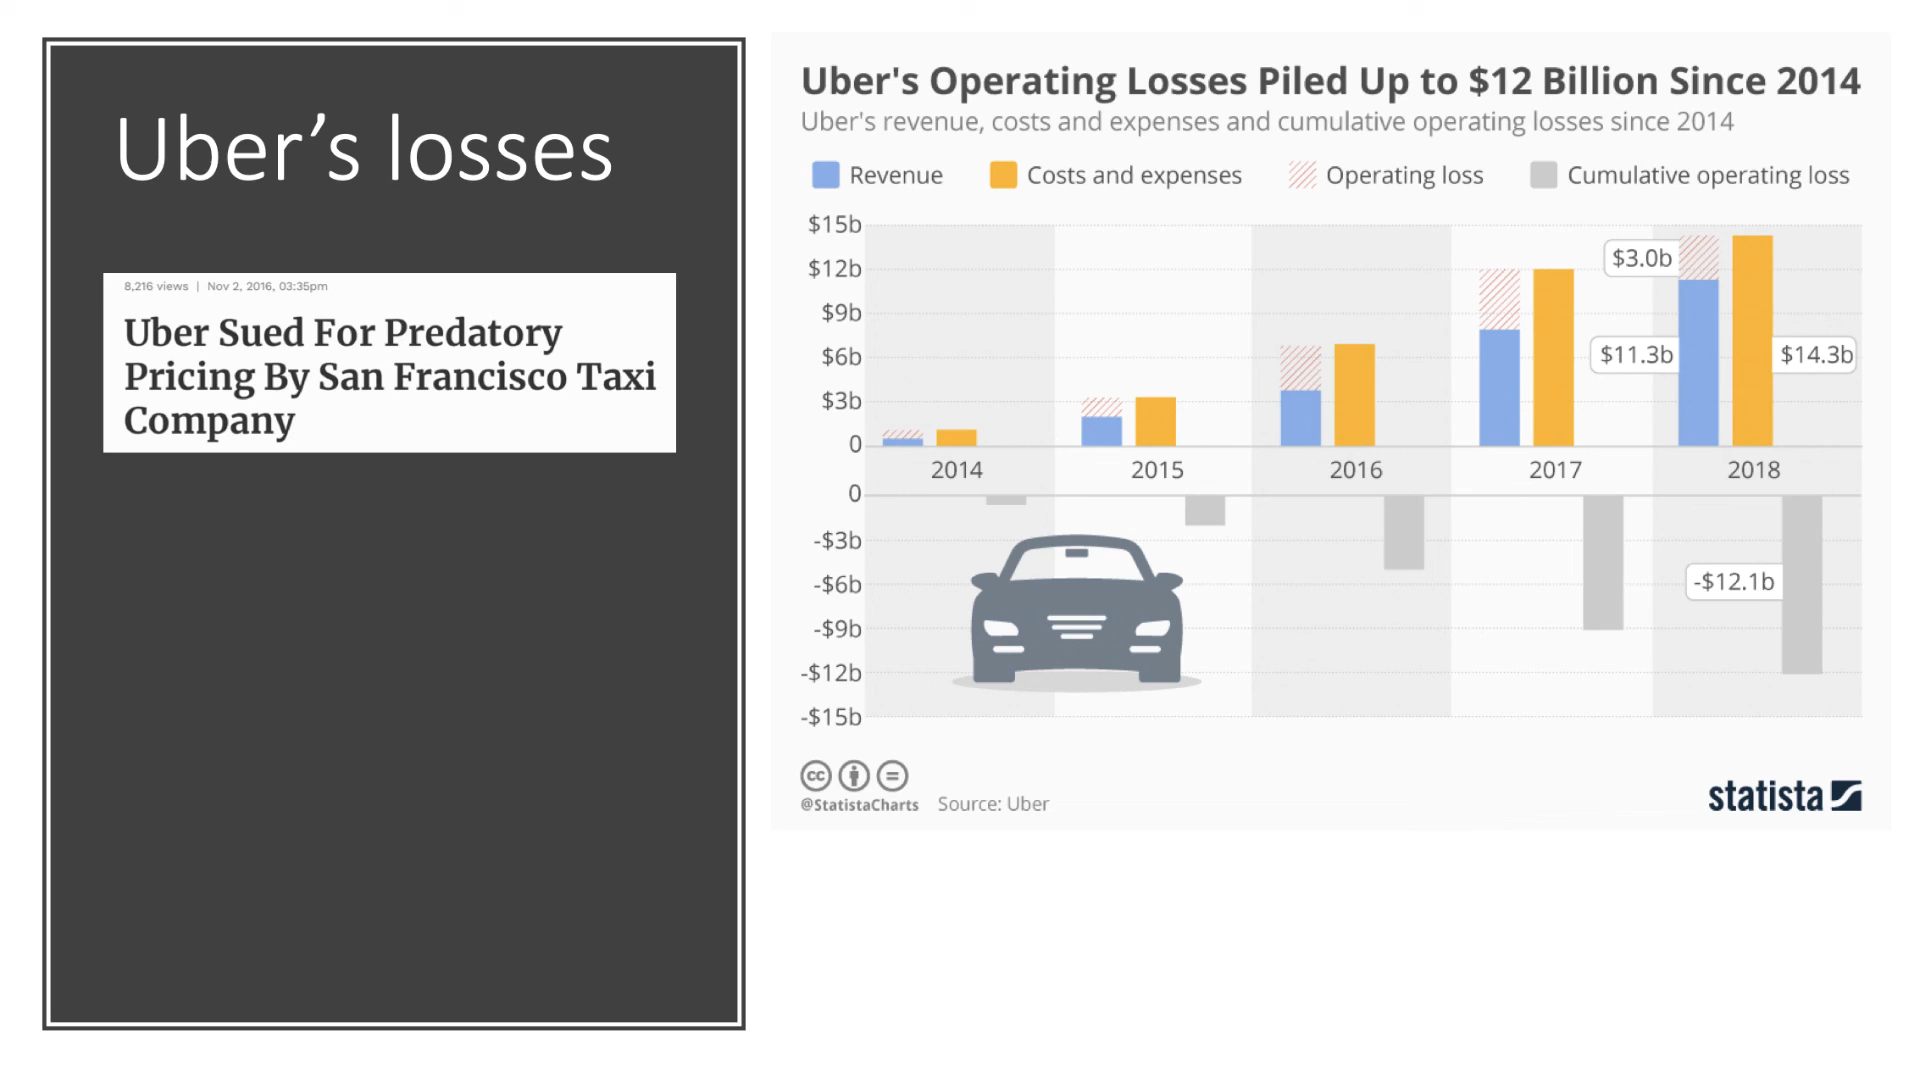 Uber’s losses
8,216 views | Nov 2, 2016, 03:35pm
Uber Sued For Predatory
Pricing By San Francisco Taxi
Company
Uber's Operating Losses Piled Up to $12 Billion Since 2014
Uber's revenue, costs and expenses and cumulative operating losses since 2014
Revenue Costs and expenses Operating loss Cumulative operating loss
$15b
$12b
$9b
$6b
$3b
0
$3.0b
$11.3b
$14.3b
2014 2015 2016 2017 2018
0
-$3b
-$6b
-$9b
-$12b
-$15b
-$12.1b
cc
@StatistaCharts Source: Uber
statista